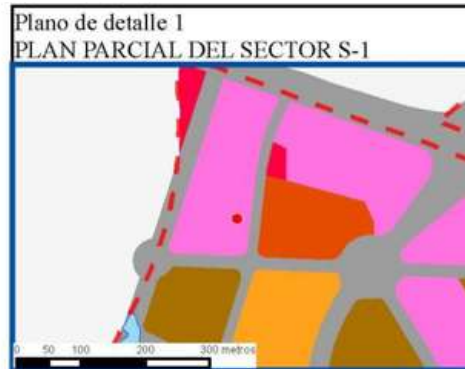 Plano de detalle 1
PLAN PARCIAL DEL SECTOR S-1
0 50 100 200 300 metros